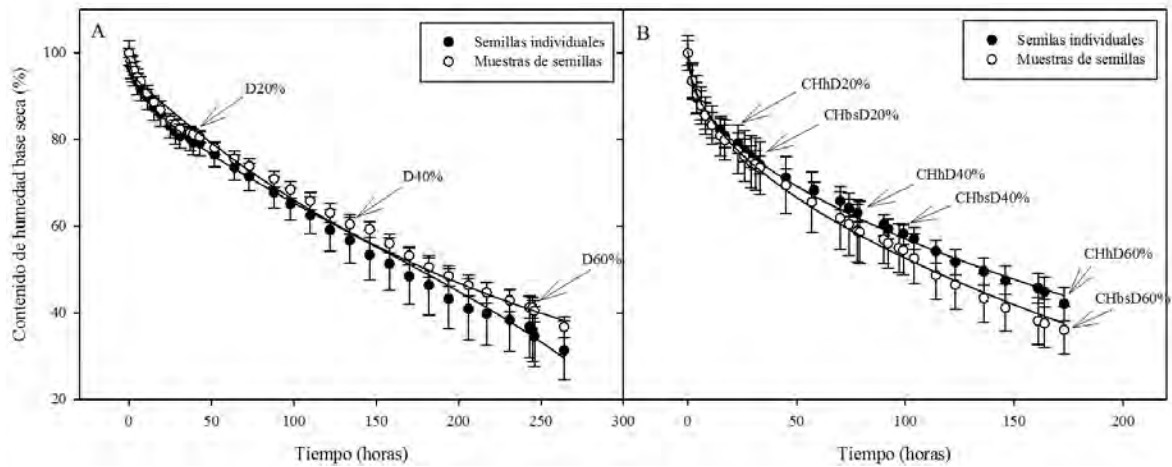 A
Semillas individuales
Muestras de semillas
D20%
D40%
D60%
B
Semilas individuales
Muestras de semillas
CHhD20%
CHbsD20%
CHhD40%
CHbsD40%
CHhD60%
CHbsD60%
Contenido de humedad base seca (%)
100
80
60
40
20
0 50 100 150 200 250 300
0 50 100 150 200
Tiempo (horas)
Tiempo (horas)